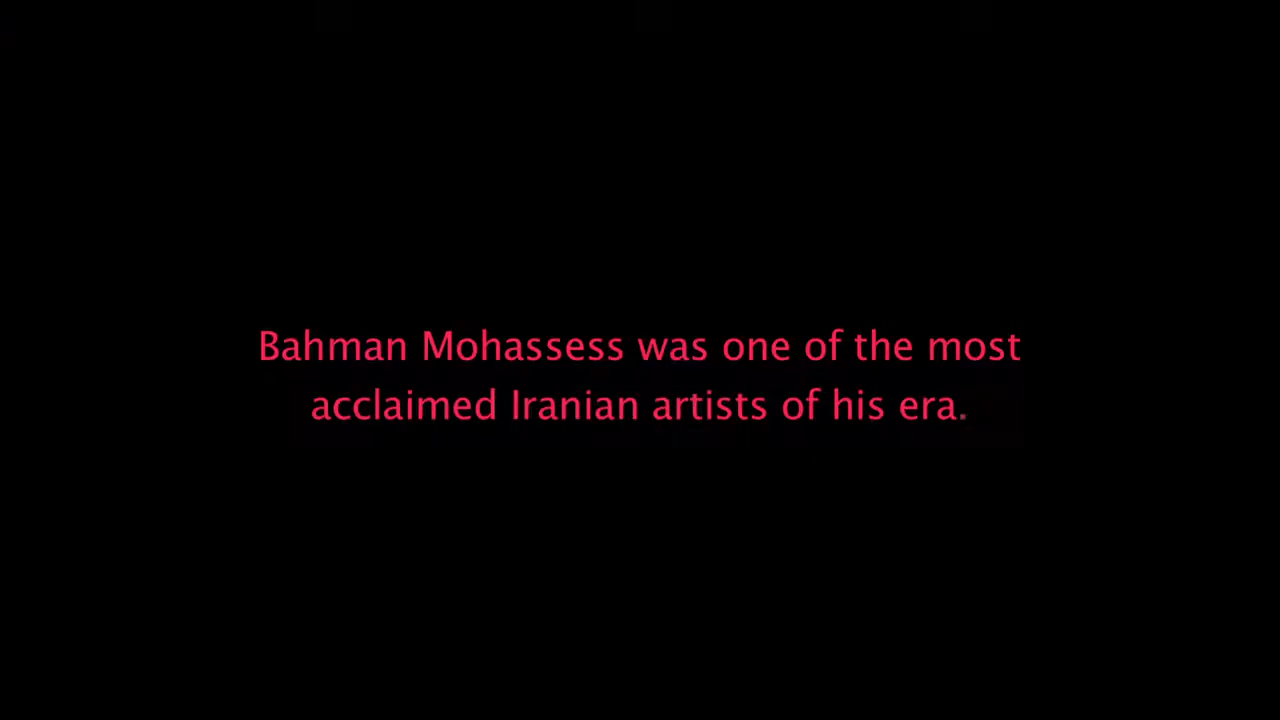 Bahman Mohassess was one of the most
acclaimed Iranian artists of his era.